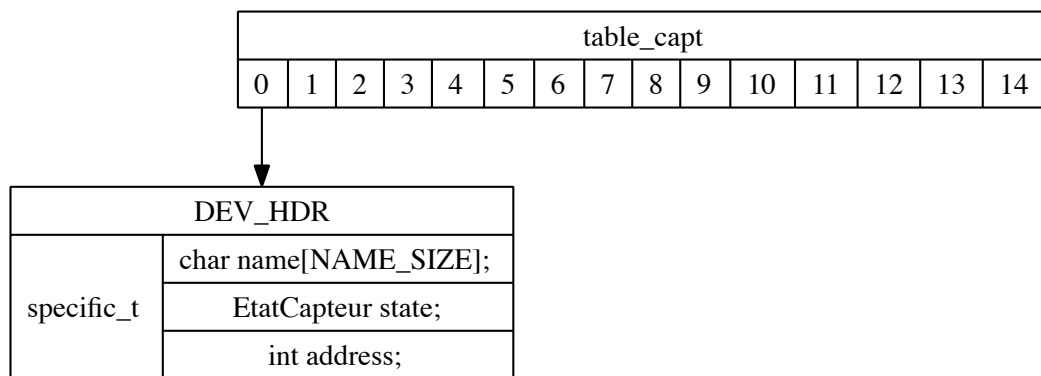 table_capt
0 1 2 3 4 5 6 7 8 9 10 11 12 13 14
DEV_HDR
specific_t
char name[NAME_SIZE];
EtatCapteur state;
int address;